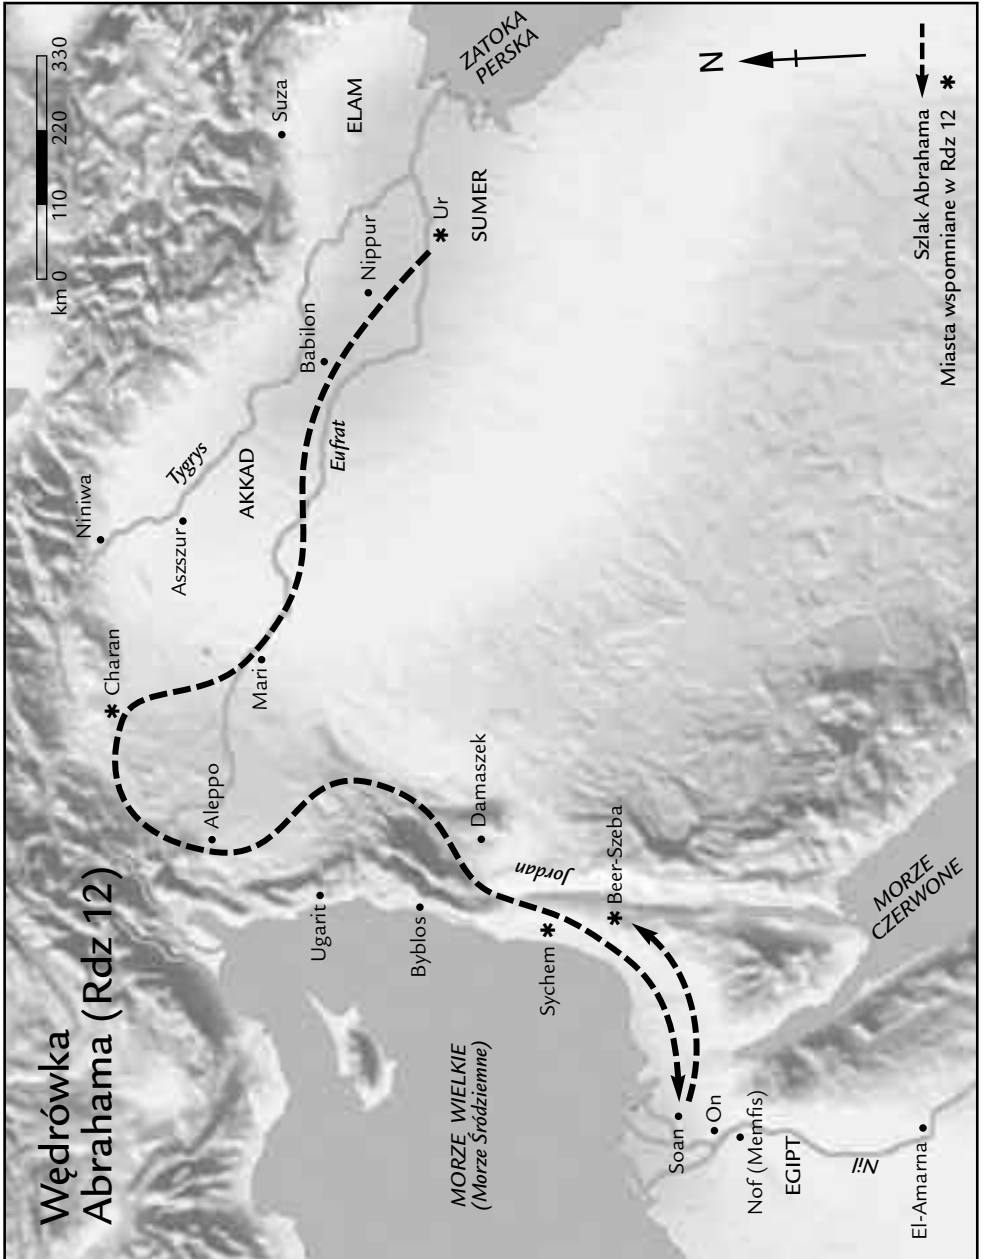 Wędrówka
Abrahama (Rdz 12)
km 0 110 220 330
Niniwa
Charan
Tygrys
Aszszur
AKKAD
Suza
ELAM
ZATOKA
PERSKA
Babilon
Nippur
Ur
SUMER
Eufrat
Mari
Aleppo
Ugarit
Byblos
Damaszek
Jordan
Sychem
Beer-Szeba
MORZE WIELKIE
(Morze Śródziemne)
Soan
On
Nof (Memfis)
EGIPT
Nil
El-Amarna
MORZE
CZERWONE
N
Szlak Abrahama
Miasta wspomniane w Rdz 12 *